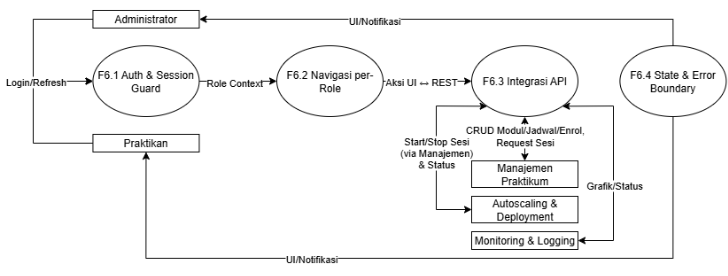 Administrator
UI/Notifikasi
F6.1 Auth & Session
Guard
F6.2 Navigasi per-
Role
F6.3 Integrasi API
F6.4 State & Error
Boundary
Login/Refresh
Role Context
Aksi UI ↔ REST
Praktikan
Start/Stop Sesi
(via Manajemen)
& Status
CRUD Modul/Jadwal/Enrol,
Request Sesi
Manajemen
Praktikum
Grafik/Status
Autoscaling &
Deployment
Monitoring & Logging
UI/Notifikasi